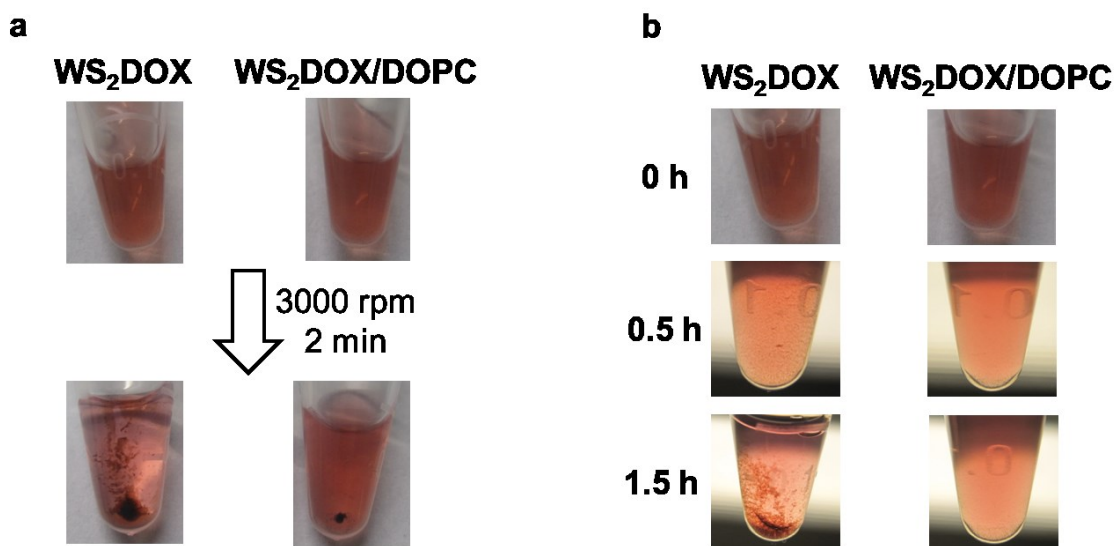 a
WS₂DOX WS₂DOX/DOPC
3000 rpm
2 min
b
WS₂DOX WS₂DOX/DOPC
0 h
0.5 h
1.5 h